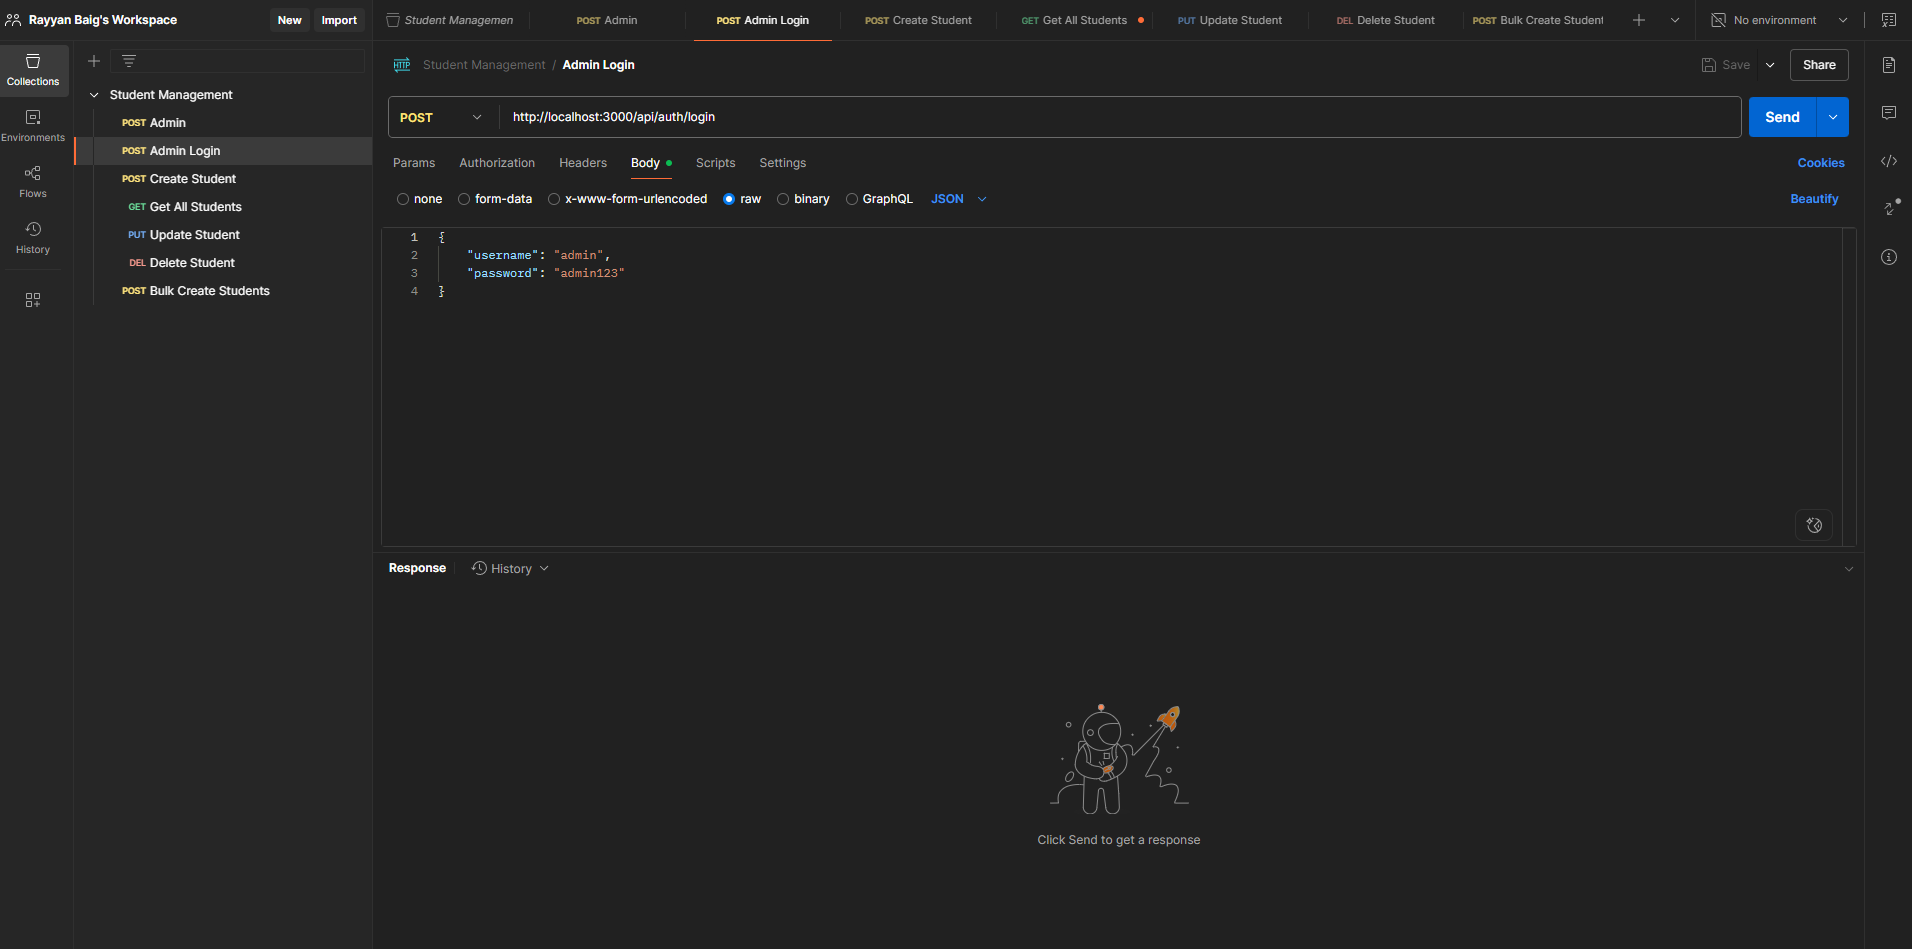 Rayyan Baig's Workspace
New
Import
Student Managemen
POST Admin
POST Admin Login
POST Create Student
GET Get All Students
PUT Update Student
DEL Delete Student
POST Bulk Create Student
No environment
Collections
Environments
Flows
History
Student Management
POST Admin
POST Admin Login
POST Create Student
GET Get All Students
PUT Update Student
DEL Delete Student
POST Bulk Create Students
HTTP
Student Management / Admin Login
Save
Share
POST
http://localhost:3000/api/auth/login
Send
Params
Authorization
Headers
Body
Scripts
Settings
Cookies
none
form-data
x-www-form-urlencoded
raw
binary
GraphQL
JSON
Beautify
1 {
2 "username": "admin",
3 "password": "admin123"
4 }
Response
History
Click Send to get a response